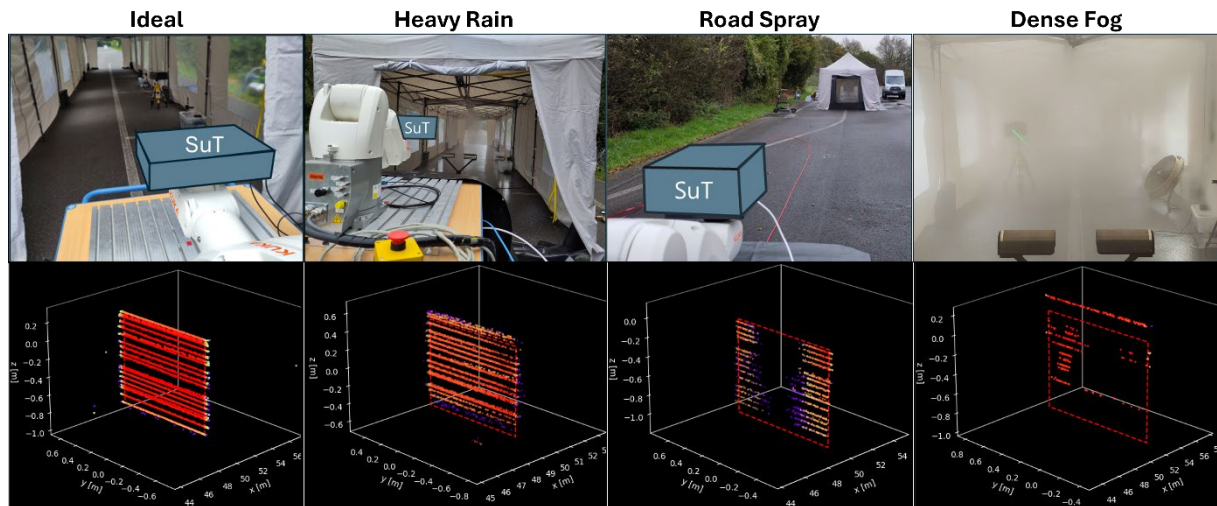 Ideal
Heavy Rain
Road Spray
Dense Fog
SuT
KUKA
SuT
SuT
0.2
0.0
−0.2
−0.4
−0.6
−0.8
−1.0
z [m]
0.4 0.2 0.0 −0.2 −0.4 −0.6
y [m]
44 46 48 50 52 54 56
x [m]
0.6
0.4
0.2
0.0
−0.2
−0.4
−0.6
z [m]
0.6 0.4 0.2 0.0 −0.2 −0.4 −0.6 −0.8
y [m]
45 46 47 48 49 50 51 52 53 54
x [m]
0.0
−0.2
−0.4
−0.6
−0.8
−1.0
z [m]
0.6 0.4 0.2 0.0 −0.2 −0.4 −0.6
y [m]
44 46 48 50 52 54
x [m]
0.4
0.2
0.0
−0.2
−0.4
−0.6
−0.8
−1.0
z [m]
0.8 0.6 0.4 0.2 0.0 −0.2 −0.4
y [m]
44 46 48 50 52 54
x [m]